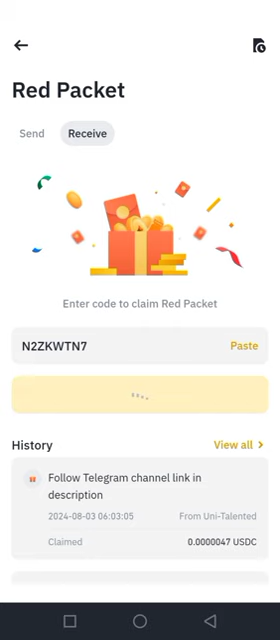 Red Packet
Send
Receive
Enter code to claim Red Packet
N2ZKWTN7
Paste
History
View all
Follow Telegram channel link in
description
2024-08-03 06:03:05
From Uni-Talented
Claimed
0.0000047 USDC